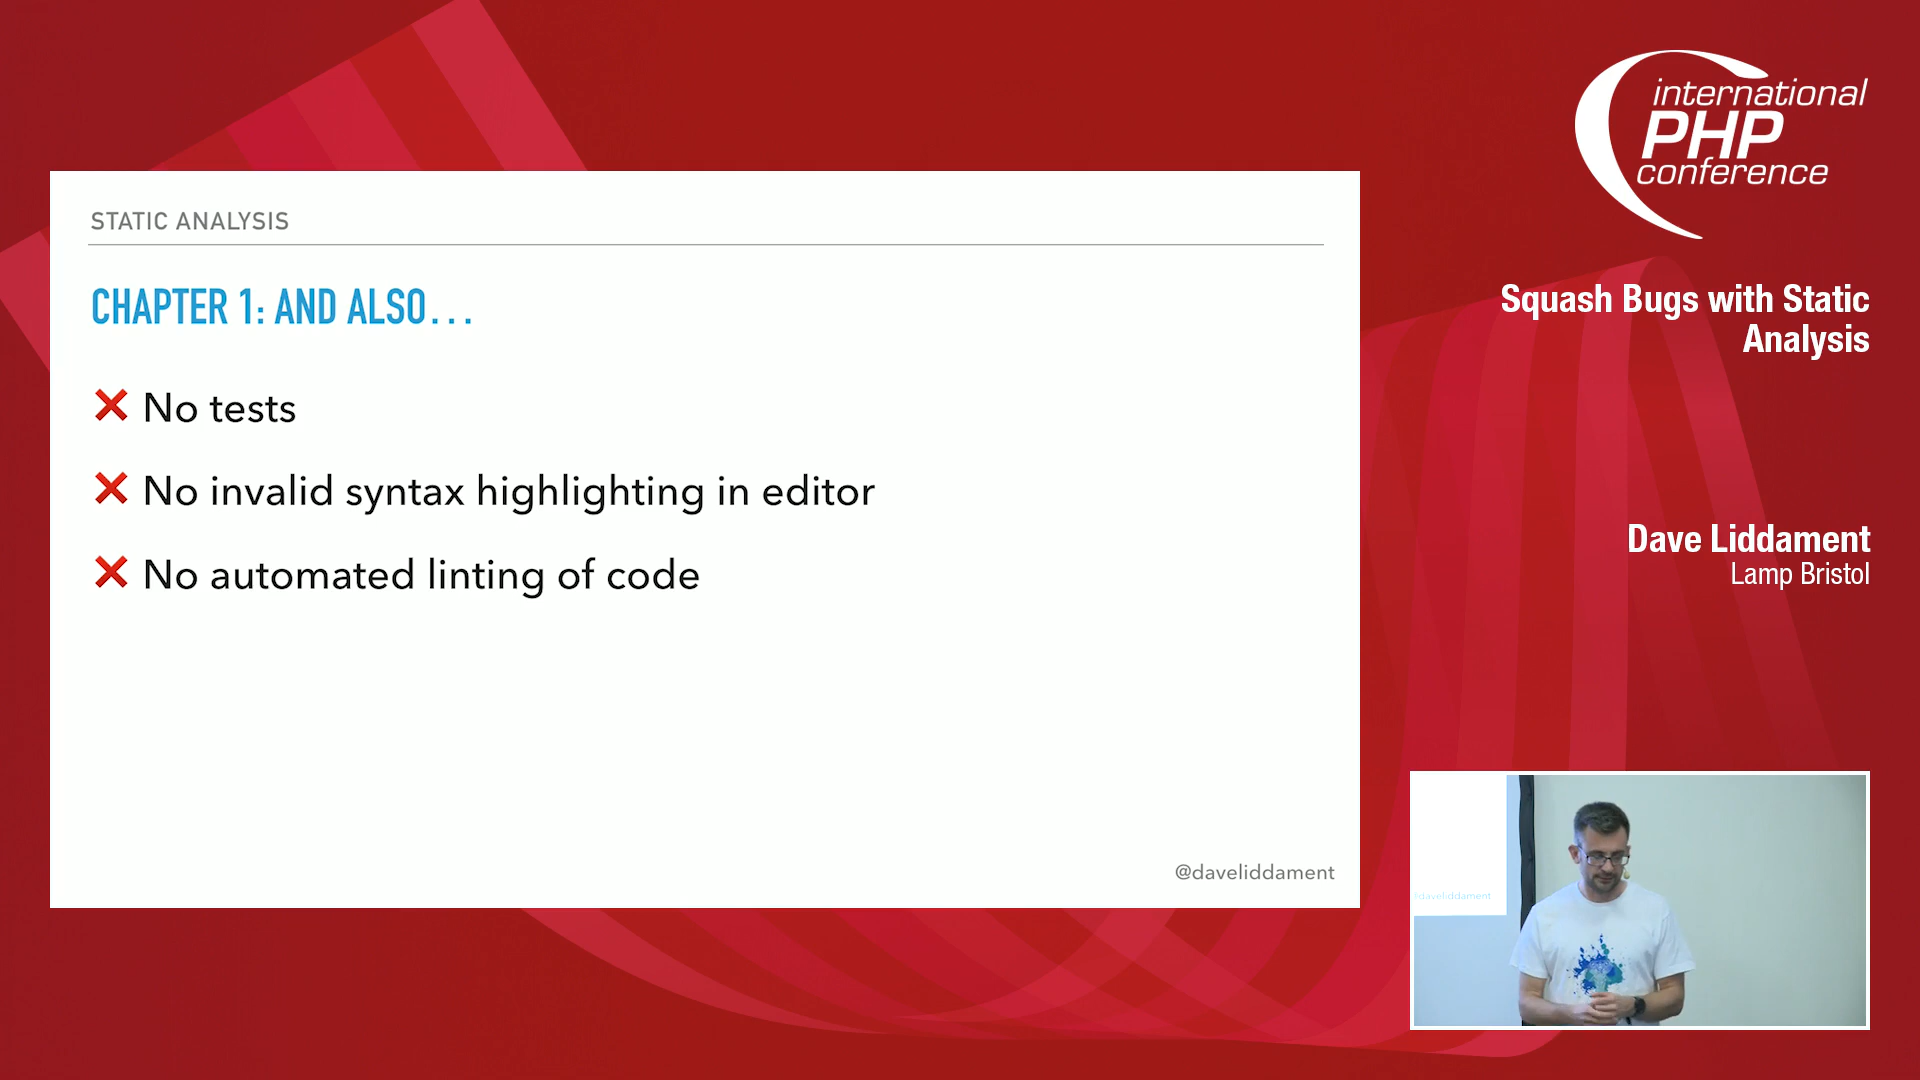 STATIC ANALYSIS
CHAPTER 1: AND ALSO...
No tests
No invalid syntax highlighting in editor
No automated linting of code
@daveliddament
international
PHP
conference
Squash Bugs with Static
Analysis
Dave Liddament
Lamp Bristol
@daveliddament